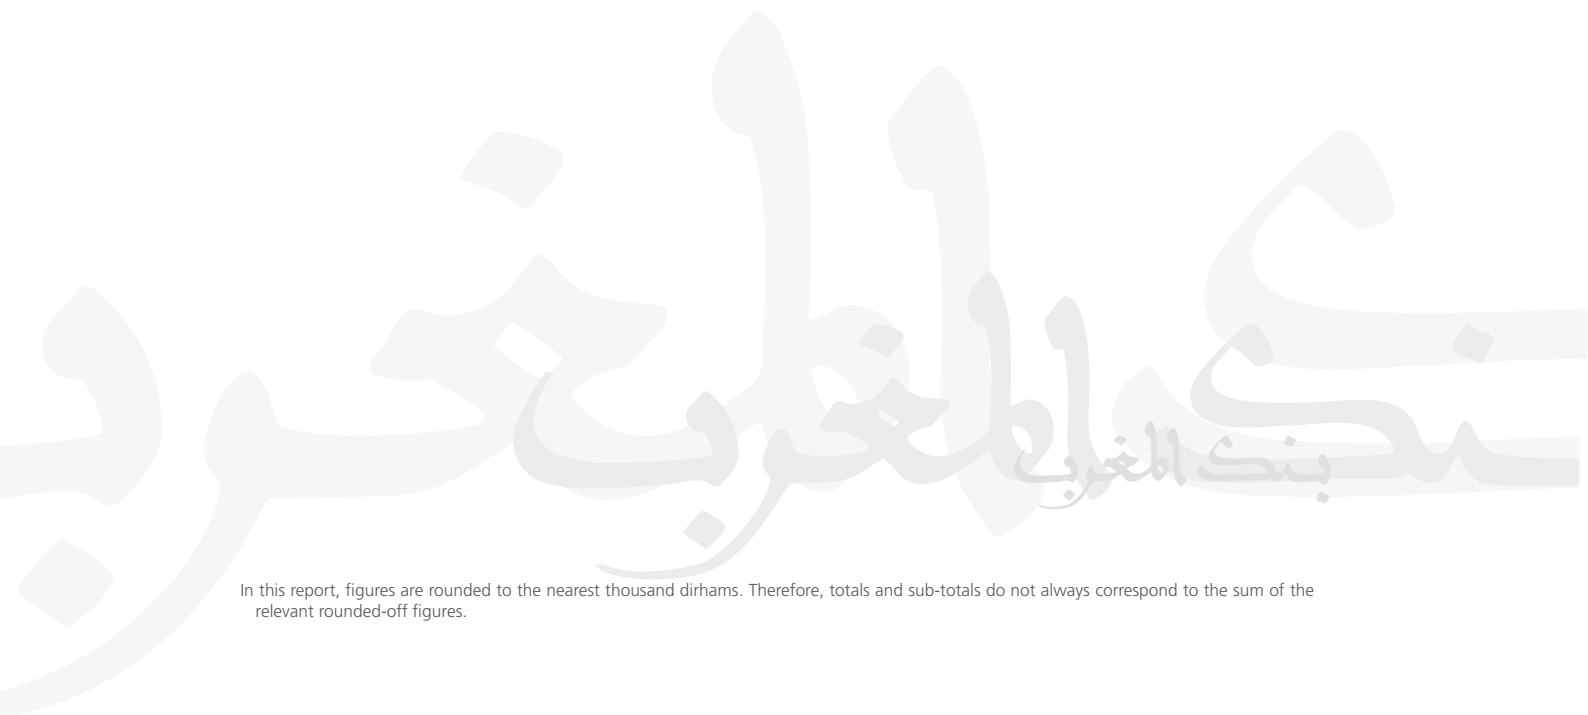 بنك المغرب
In this report, figures are rounded to the nearest thousand dirhams. Therefore, totals and sub-totals do not always correspond to the sum of the
relevant rounded-off figures.